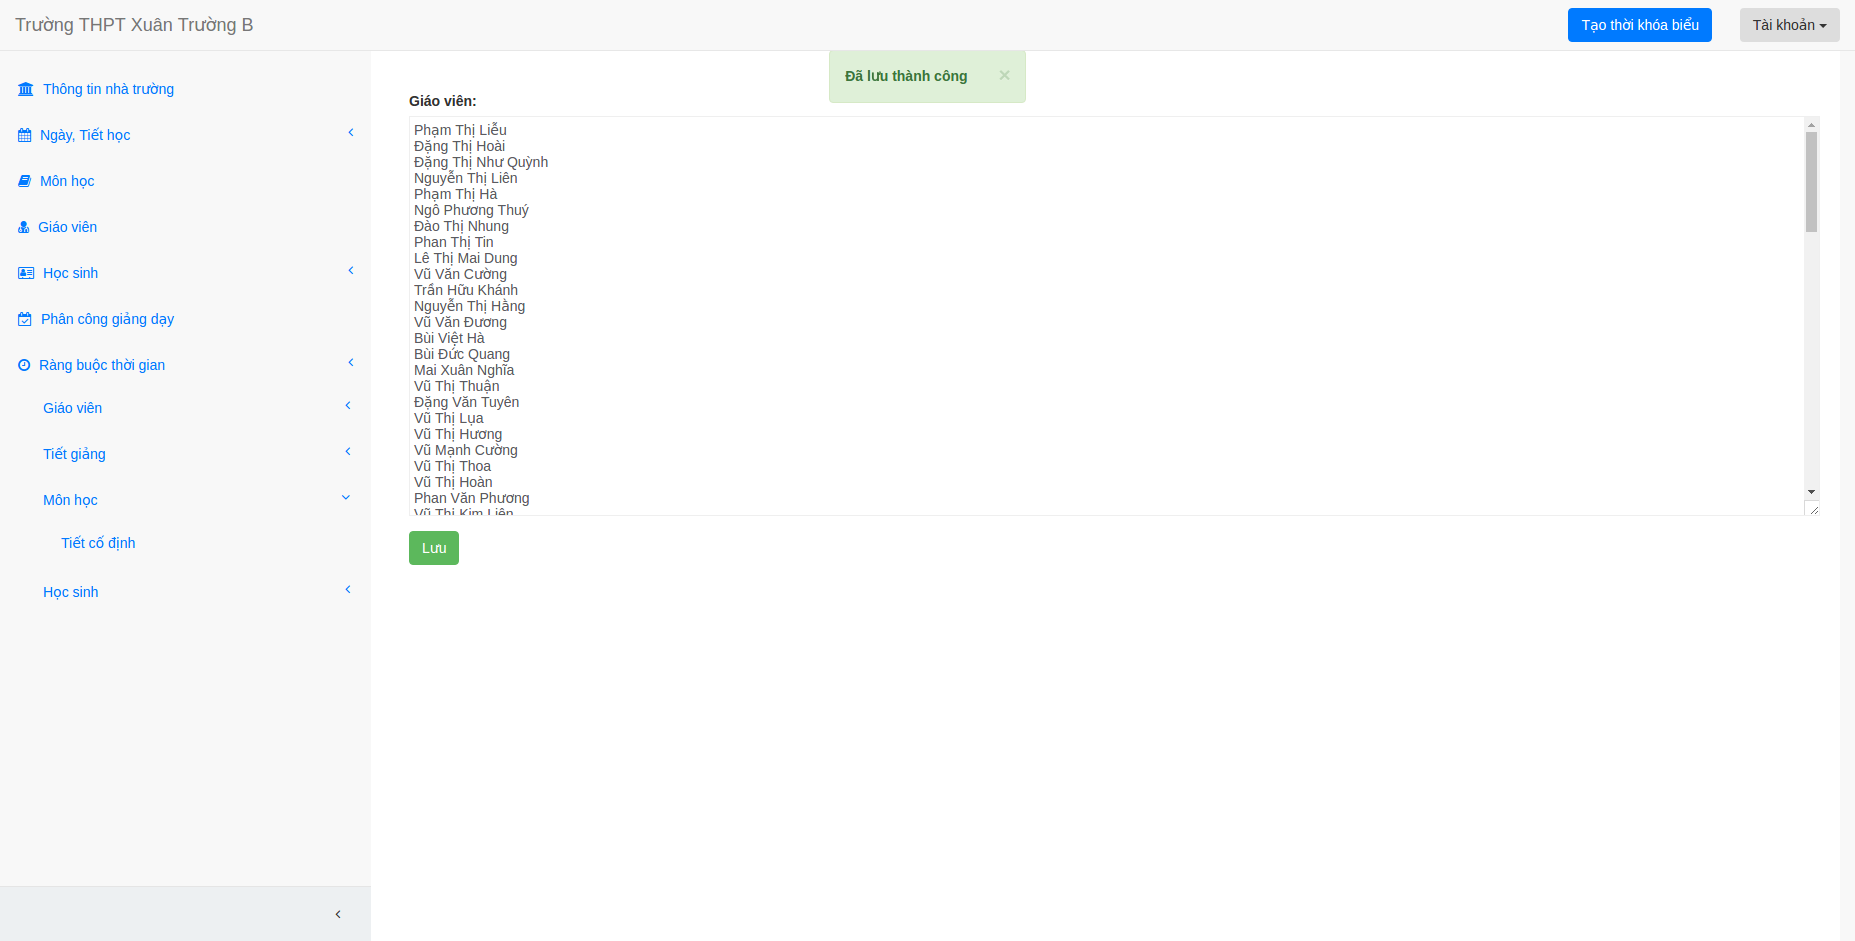 Trường THPT Xuân Trường B
Tạo thời khóa biểu
Tài khoản
Thông tin nhà trường
Ngày, Tiết học
Môn học
Giáo viên
Học sinh
Phân công giảng dạy
Ràng buộc thời gian
Giáo viên
Tiết giảng
Môn học
Tiết cố định
Học sinh
Đã lưu thành công ×
Giáo viên:
Phạm Thị Liễu
Đặng Thị Hoài
Đặng Thị Như Quỳnh
Nguyễn Thị Liên
Phạm Thị Hà
Ngô Phương Thuý
Đào Thị Nhung
Phan Thị Tin
Lê Thị Mai Dung
Vũ Văn Cường
Trần Hữu Khánh
Nguyễn Thị Hằng
Vũ Văn Đương
Bùi Việt Hà
Bùi Đức Quang
Mai Xuân Nghĩa
Vũ Thị Thuận
Đặng Văn Tuyên
Vũ Thị Lụa
Vũ Thị Hương
Vũ Mạnh Cường
Vũ Thị Thoa
Vũ Thị Hoàn
Phan Văn Phương
Vũ Thị Kim Liên
Lưu